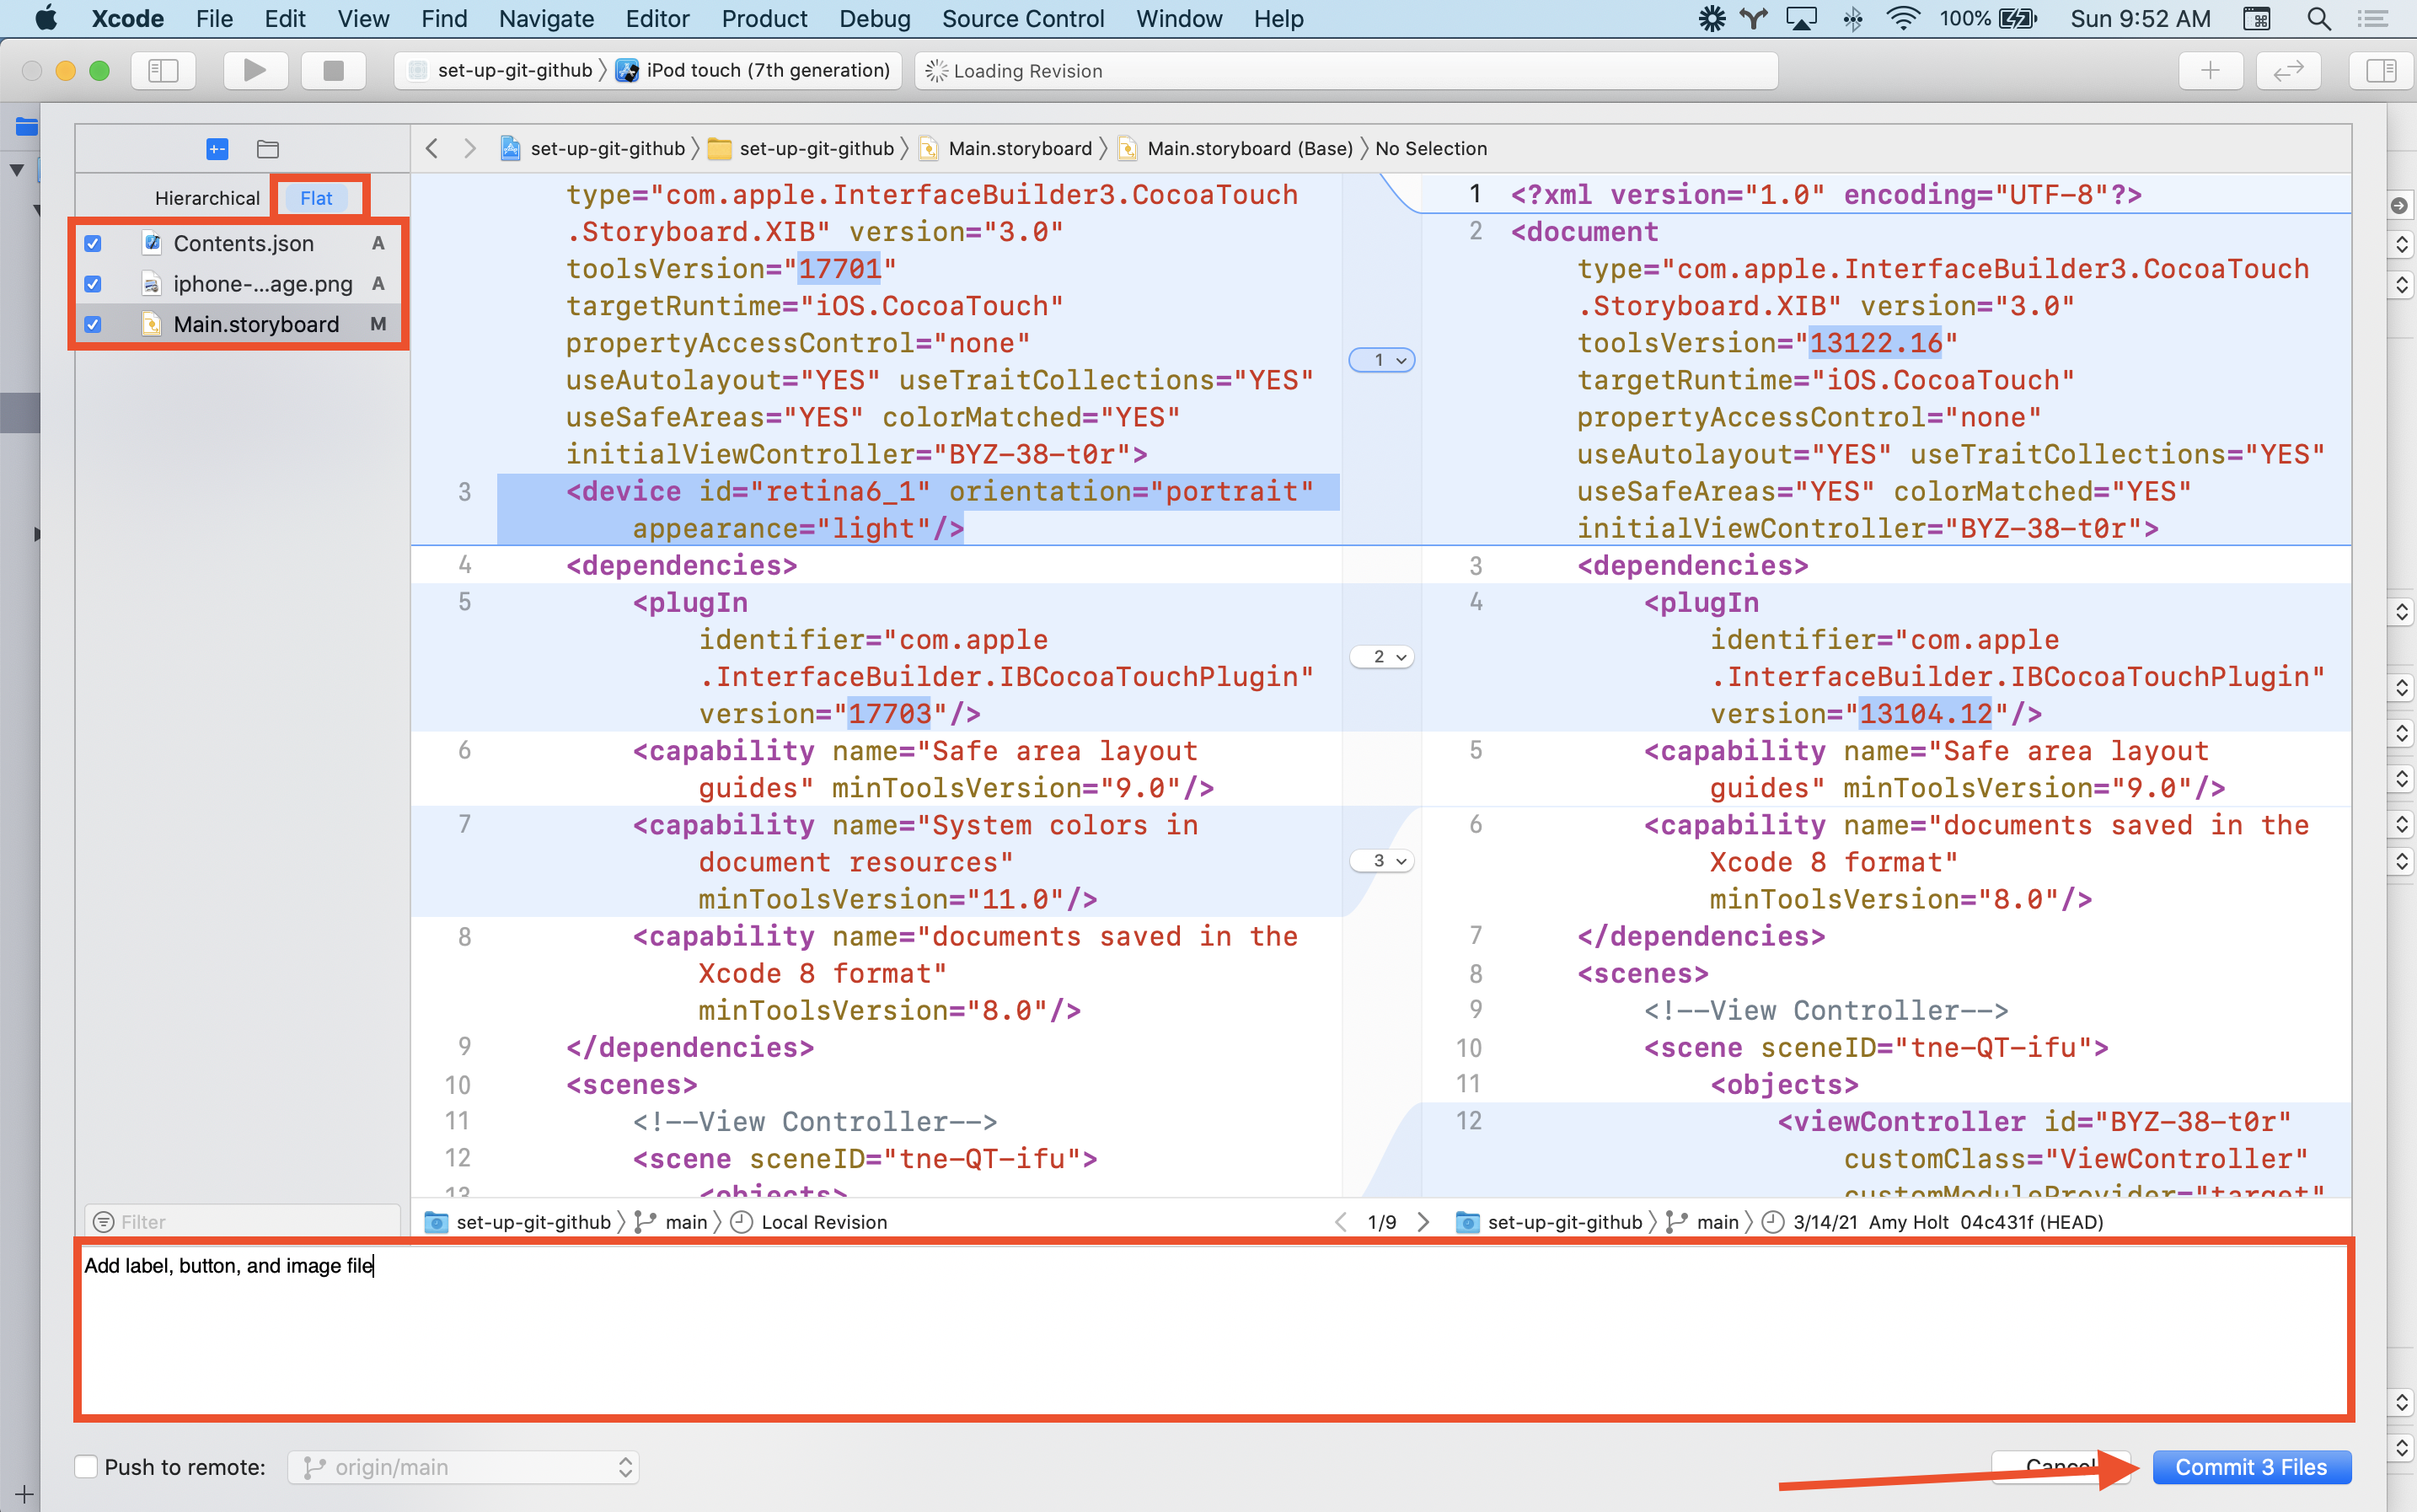 Xcode File Edit View Find Navigate Editor Product Debug Source Control Window Help 100% Sun 9:52 AM
set-up-git-github iPod touch (7th generation) Loading Revision
set-up-git-github set-up-git-github Main.storyboard Main.storyboard (Base) No Selection
Hierarchical Flat
Contents.json A
iphone-...age.png A
Main.storyboard M
Filter
type="com.apple.InterfaceBuilder3.CocoaTouch
.Storyboard.XIB" version="3.0"
toolsVersion="17701"
targetRuntime="iOS.CocoaTouch"
propertyAccessControl="none"
useAutolayout="YES" useTraitCollections="YES"
useSafeAreas="YES" colorMatched="YES"
initialViewController="BYZ-38-t0r">
3 <device id="retina6_1" orientation="portrait"
appearance="light"/>
4 <dependencies>
5 <plugIn
identifier="com.apple
.InterfaceBuilder.IBCocoaTouchPlugin"
version="17703"/>
6 <capability name="Safe area layout
guides" minToolsVersion="9.0"/>
7 <capability name="System colors in
document resources"
minToolsVersion="11.0"/>
8 <capability name="documents saved in the
Xcode 8 format"
minToolsVersion="8.0"/>
9 </dependencies>
10 <scenes>
11 <!--View Controller-->
12 <scene sceneID="tne-QT-ifu">
13 <objects>
1
2
3
1 <?xml version="1.0" encoding="UTF-8"?>
2 <document
type="com.apple.InterfaceBuilder3.CocoaTouch
.Storyboard.XIB" version="3.0"
toolsVersion="13122.16"
targetRuntime="iOS.CocoaTouch"
propertyAccessControl="none"
useAutolayout="YES" useTraitCollections="YES"
useSafeAreas="YES" colorMatched="YES"
initialViewController="BYZ-38-t0r">
3 <dependencies>
4 <plugIn
identifier="com.apple
.InterfaceBuilder.IBCocoaTouchPlugin"
version="13104.12"/>
5 <capability name="Safe area layout
guides" minToolsVersion="9.0"/>
6 <capability name="documents saved in the
Xcode 8 format"
minToolsVersion="8.0"/>
7 </dependencies>
8 <scenes>
9 <!--View Controller-->
10 <scene sceneID="tne-QT-ifu">
11 <objects>
12 <viewController id="BYZ-38-t0r"
customClass="ViewController"
customModuleProvider="target"
set-up-git-github main Local Revision 1/9 set-up-git-github main 3/14/21 Amy Holt 04c431f (HEAD)
Add label, button, and image file
Push to remote: origin/main Cancel Commit 3 Files